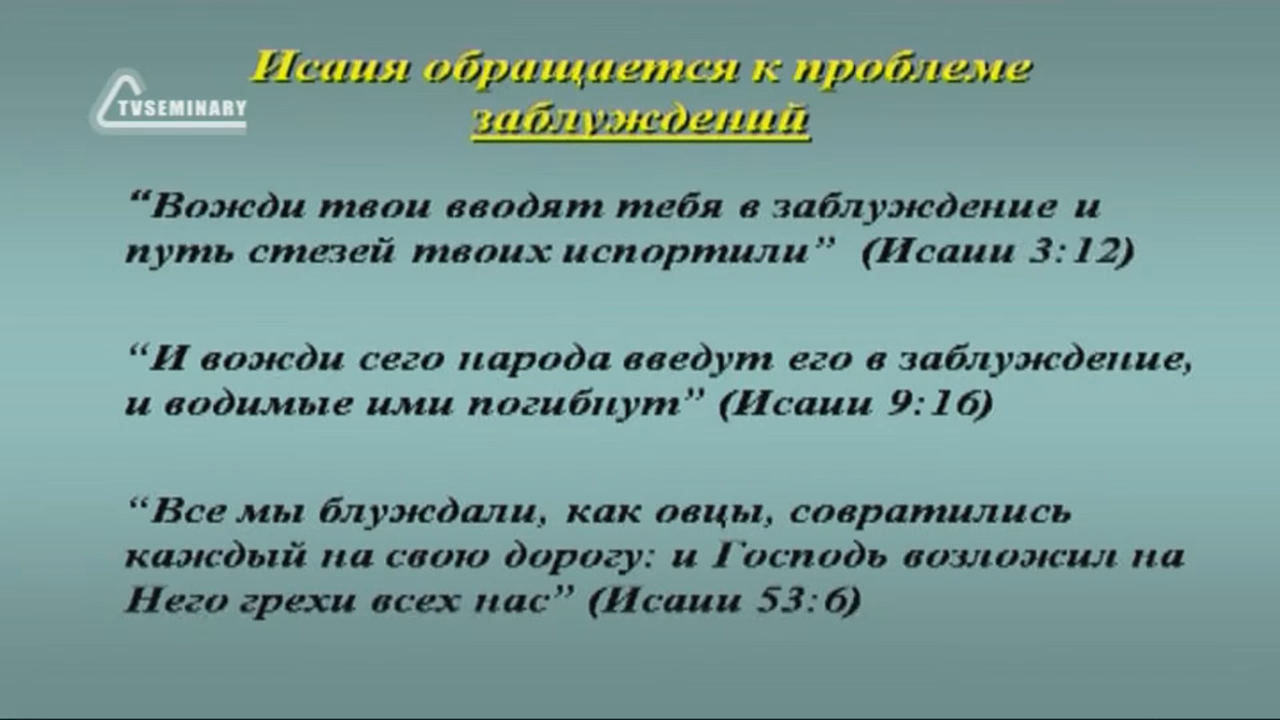 Исаия обращается к проблеме
заблуждений
TVSEMINARY
“Вожди твои вводят тебя в заблуждение и
путь стезей твоих испортили” (Исаии 3:12)
“И вожди сего народа введут его в заблуждение,
и водимые ими погибнут” (Исаии 9:16)
“Все мы блуждали, как овцы, совратились
каждый на свою дорогу: и Господь возложил на
Него грехи всех нас” (Исаии 53:6)